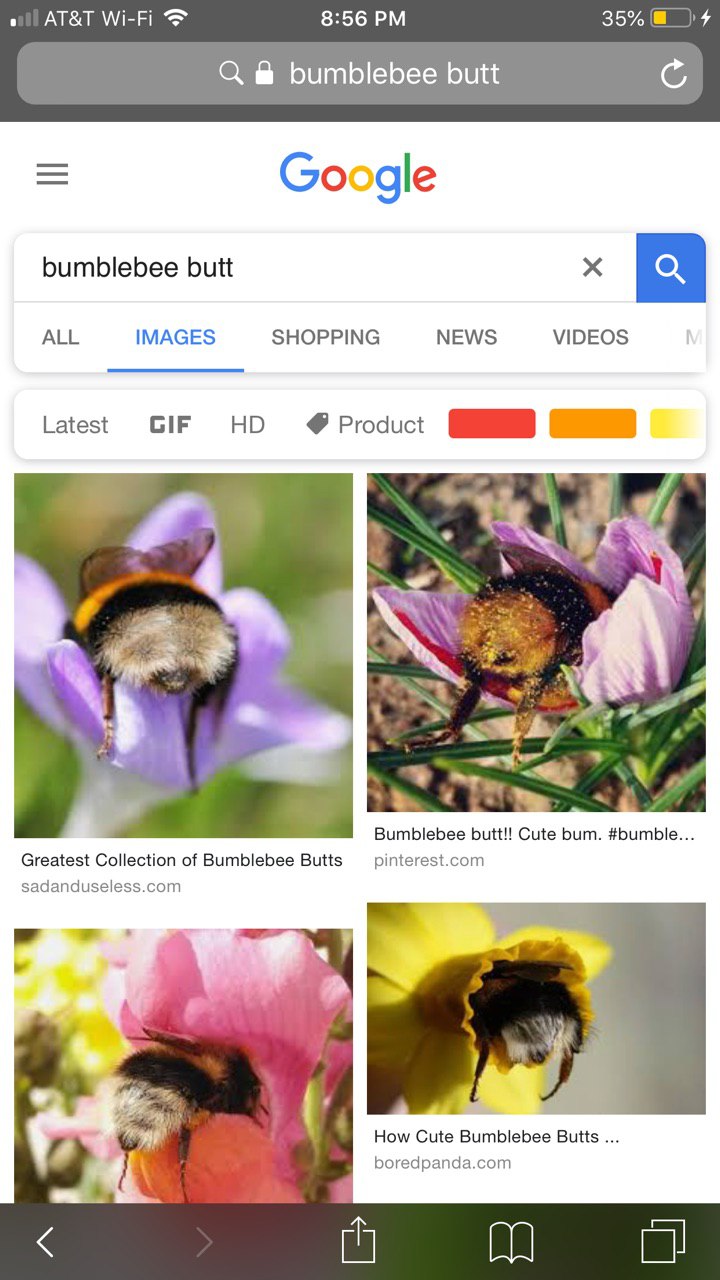 AT&T Wi-Fi 8:56 PM 35%
bumblebee butt
Google
bumblebee butt
ALL IMAGES SHOPPING NEWS VIDEOS M
Latest GIF HD Product
Greatest Collection of Bumblebee Butts
sadanduseless.com
Bumblebee butt!! Cute bum. #bumble...
pinterest.com
How Cute Bumblebee Butts ...
boredpanda.com